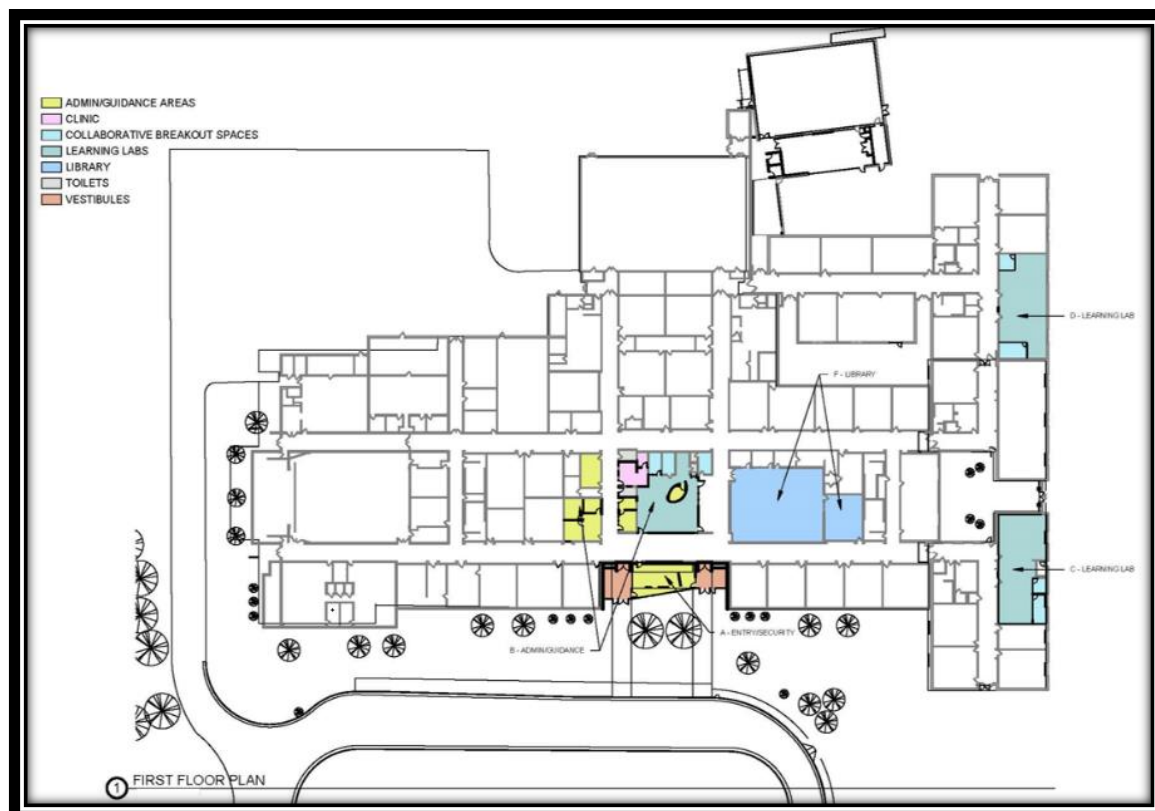 ADMIN/GUIDANCE AREAS
CLINIC
COLLABORATIVE BREAKOUT SPACES
LEARNING LABS
LIBRARY
TOILETS
VESTIBULES
D - LEARNING LAB
F - LIBRARY
C - LEARNING LAB
A - ENTRY/SECURITY
B - ADMIN/GUIDANCE
1 FIRST FLOOR PLAN